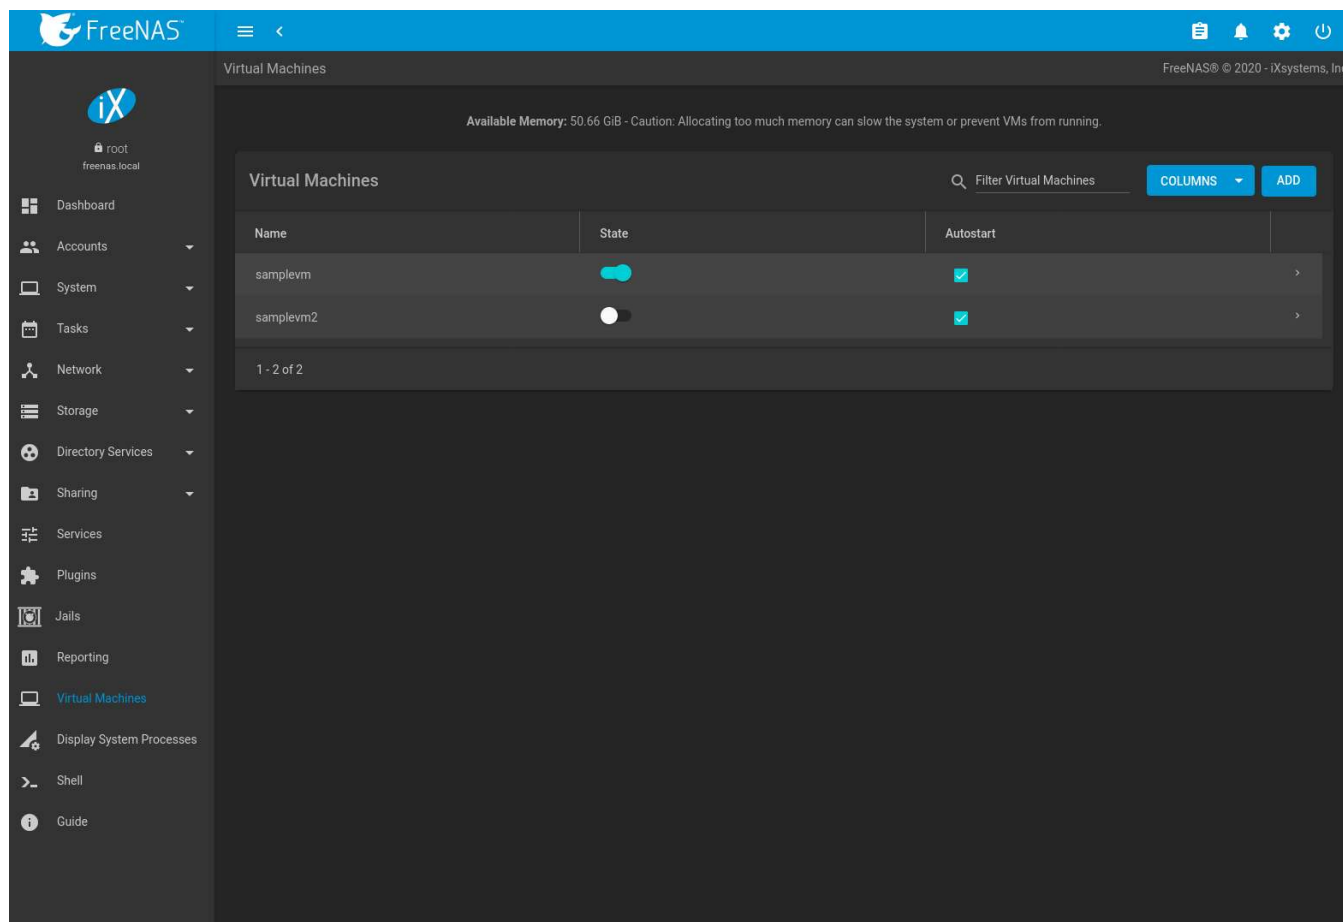 FreeNAS™
Virtual Machines
FreeNAS® © 2020 - iXsystems, Inc
iX
root
freenas.local
Available Memory: 50.66 GiB - Caution: Allocating too much memory can slow the system or prevent VMs from running.
Virtual Machines
Filter Virtual Machines
COLUMNS
ADD
Name State Autostart
samplevm
samplevm2
1 - 2 of 2
Dashboard
Accounts
System
Tasks
Network
Storage
Directory Services
Sharing
Services
Plugins
Jails
Reporting
Virtual Machines
Display System Processes
Shell
Guide